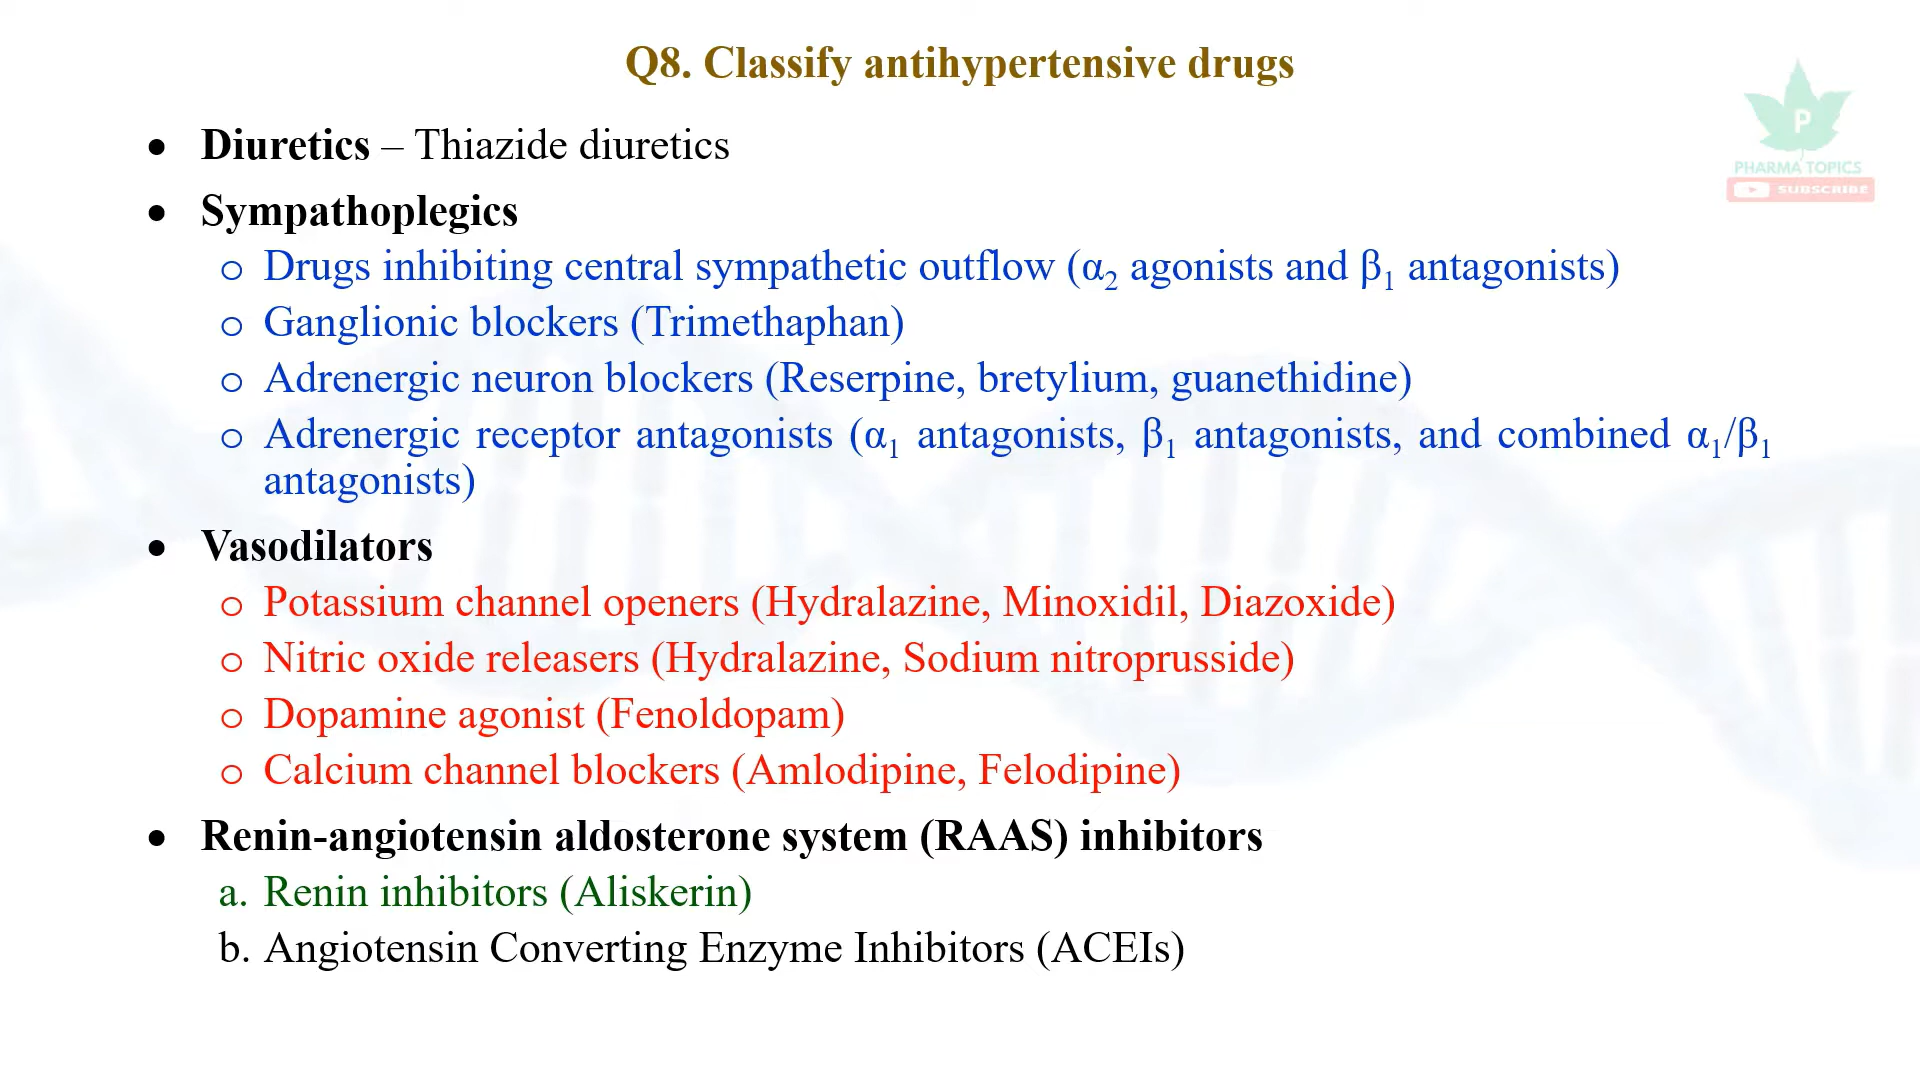 Q8. Classify antihypertensive drugs
P
PHARMA TOPICS
SUBSCRIBE
• Diuretics – Thiazide diuretics
• Sympathoplegics
o Drugs inhibiting central sympathetic outflow (α₂ agonists and β₁ antagonists)
o Ganglionic blockers (Trimethaphan)
o Adrenergic neuron blockers (Reserpine, bretylium, guanethidine)
o Adrenergic receptor antagonists (α₁ antagonists, β₁ antagonists, and combined α₁/β₁
antagonists)
• Vasodilators
o Potassium channel openers (Hydralazine, Minoxidil, Diazoxide)
o Nitric oxide releasers (Hydralazine, Sodium nitroprusside)
o Dopamine agonist (Fenoldopam)
o Calcium channel blockers (Amlodipine, Felodipine)
• Renin-angiotensin aldosterone system (RAAS) inhibitors
a. Renin inhibitors (Aliskerin)
b. Angiotensin Converting Enzyme Inhibitors (ACEIs)